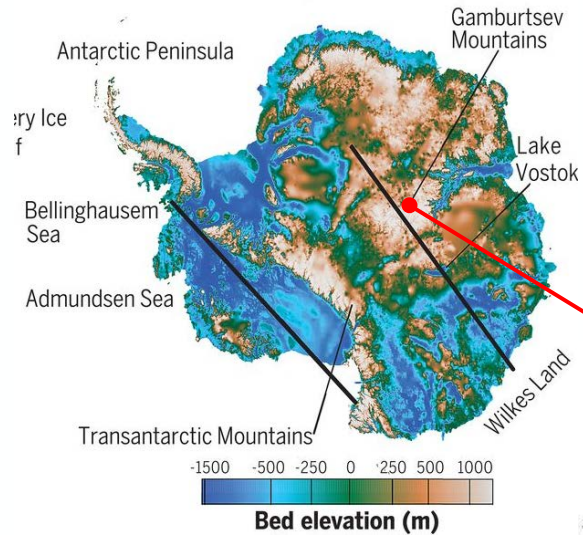 Gamburtsev
Mountains
Antarctic Peninsula
ery Ice
f
Lake
Vostok
Bellinghausem
Sea
Admundsen Sea
Wilkes Land
Transantarctic Mountains
-1500 -500 -250 0 250 500 1000
Bed elevation (m)